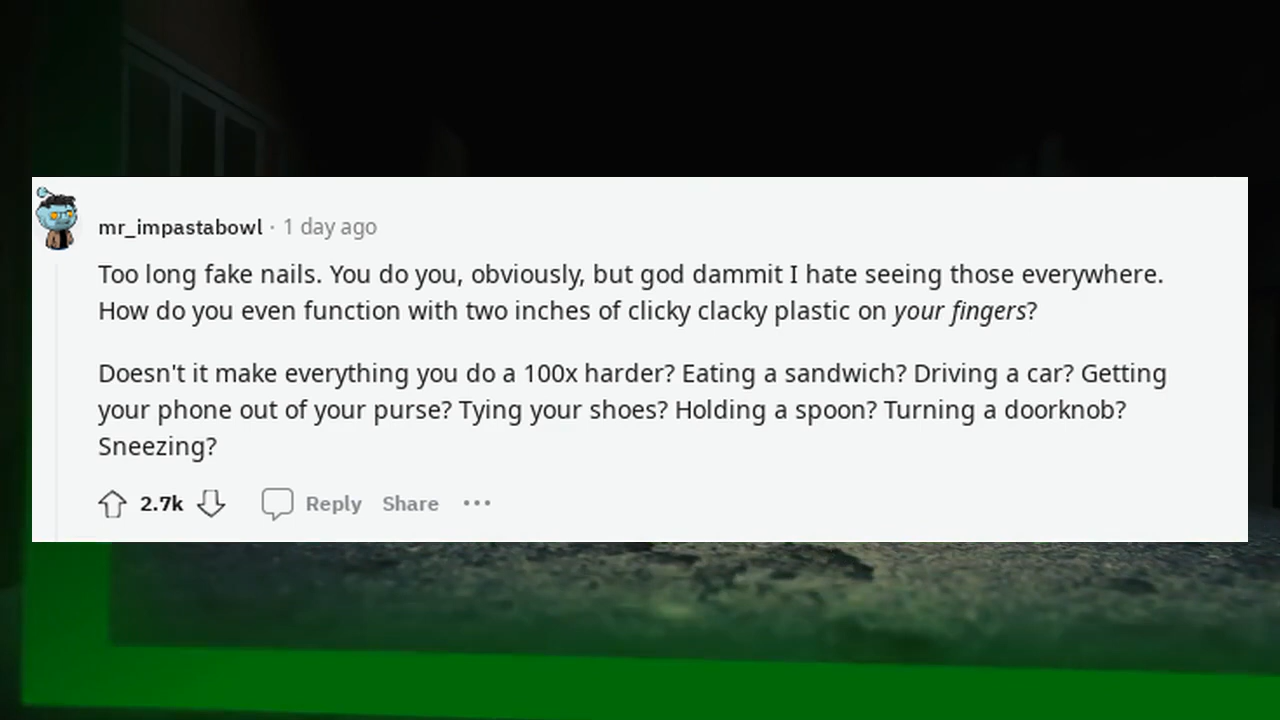 mr_impastabowl · 1 day ago
Too long fake nails. You do you, obviously, but god dammit I hate seeing those everywhere.
How do you even function with two inches of clicky clacky plastic on your fingers?
Doesn't it make everything you do a 100x harder? Eating a sandwich? Driving a car? Getting
your phone out of your purse? Tying your shoes? Holding a spoon? Turning a doorknob?
Sneezing?
2.7k Reply Share ···